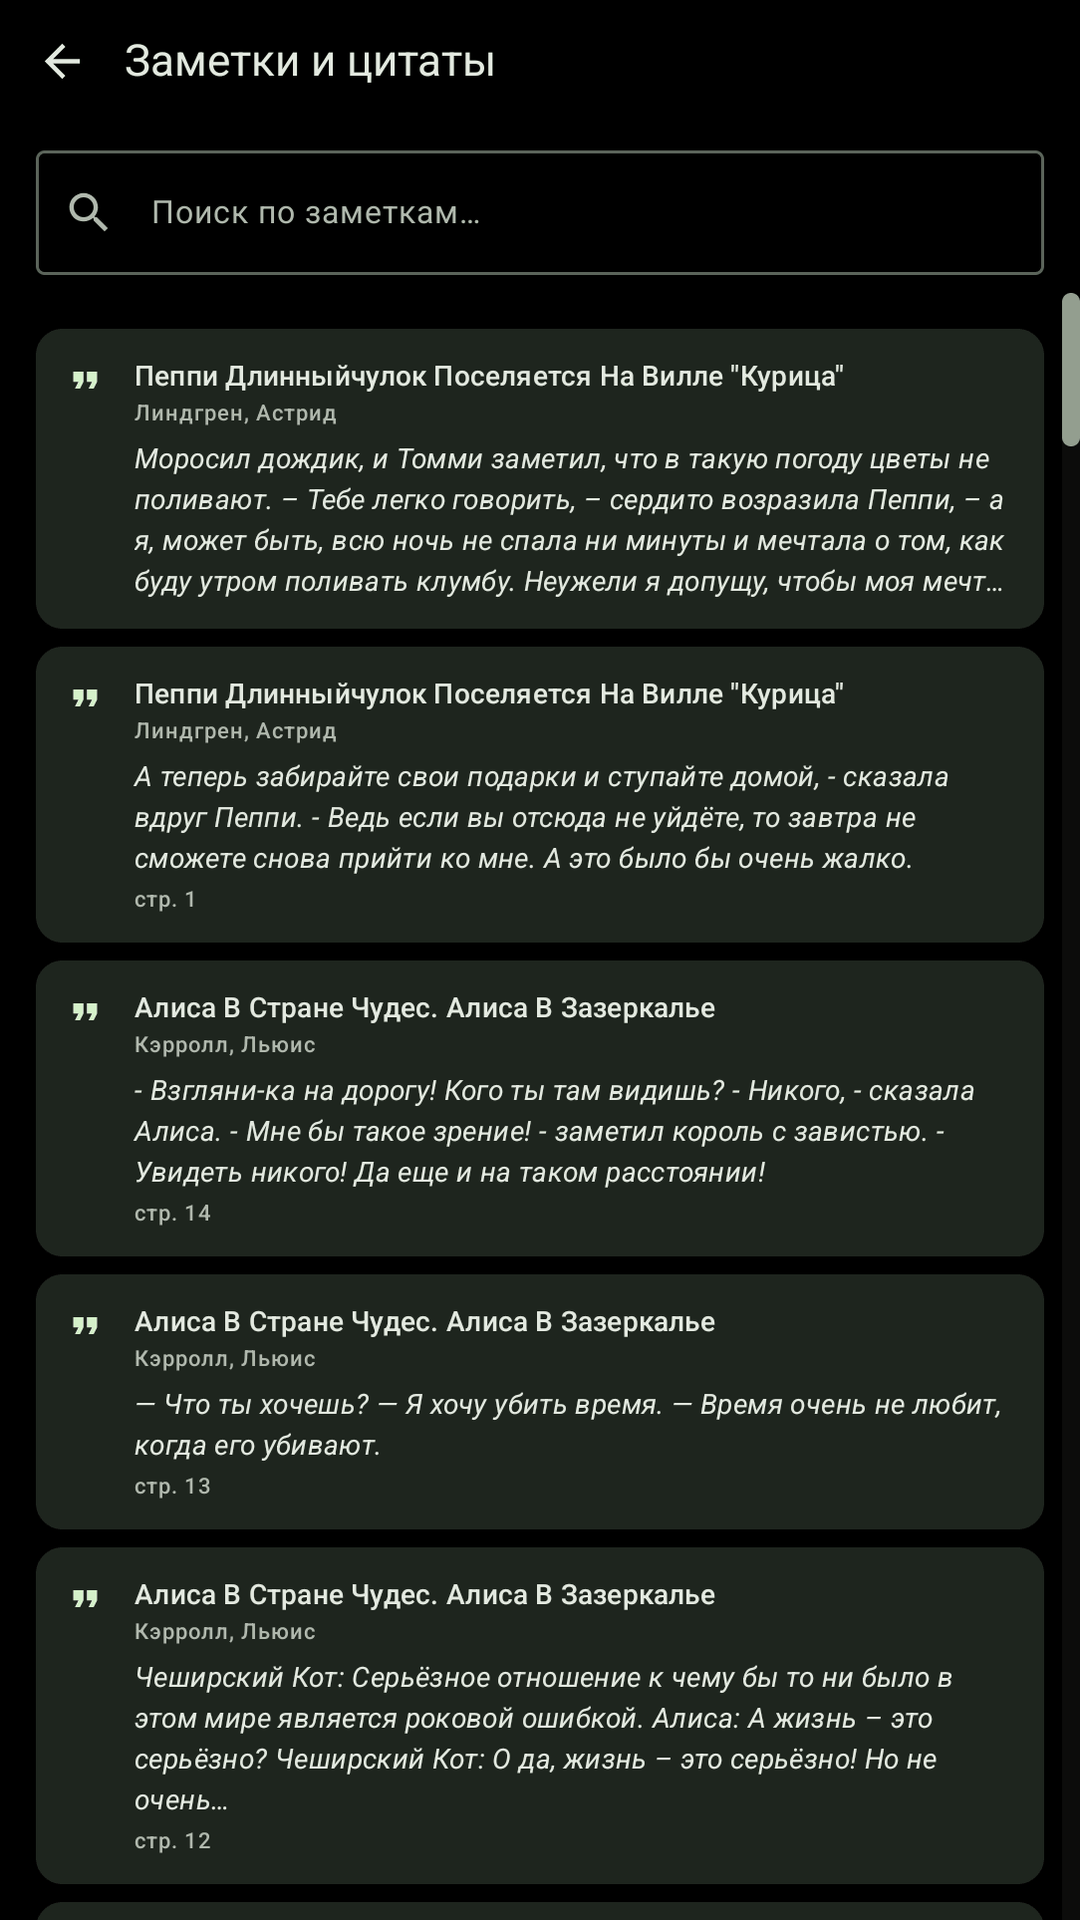 Заметки и цитаты
Поиск по заметкам...
Пеппи Длинныйчулок Поселяется На Вилле "Курица"
Линдгрен, Астрид
Моросил дождик, и Томми заметил, что в такую погоду цветы не
поливают. – Тебе легко говорить, – сердито возразила Пеппи, – а
я, может быть, всю ночь не спала ни минуты и мечтала о том, как
буду утром поливать клумбу. Неужели я допущу, чтобы моя мечт…
Пеппи Длинныйчулок Поселяется На Вилле "Курица"
Линдгрен, Астрид
А теперь забирайте свои подарки и ступайте домой, - сказала
вдруг Пеппи. - Ведь если вы отсюда не уйдёте, то завтра не
сможете снова прийти ко мне. А это было бы очень жалко.
стр. 1
Алиса В Стране Чудес. Алиса В Зазеркалье
Кэрролл, Льюис
- Взгляни-ка на дорогу! Кого ты там видишь? - Никого, - сказала
Алиса. - Мне бы такое зрение! - заметил король с завистью. -
Увидеть никого! Да еще и на таком расстоянии!
стр. 14
Алиса В Стране Чудес. Алиса В Зазеркалье
Кэрролл, Льюис
— Что ты хочешь? — Я хочу убить время. — Время очень не любит,
когда его убивают.
стр. 13
Алиса В Стране Чудес. Алиса В Зазеркалье
Кэрролл, Льюис
Чеширский Кот: Серьёзное отношение к чему бы то ни было в
этом мире является роковой ошибкой. Алиса: А жизнь – это
серьёзно? Чеширский Кот: О да, жизнь – это серьёзно! Но не
очень…
стр. 12